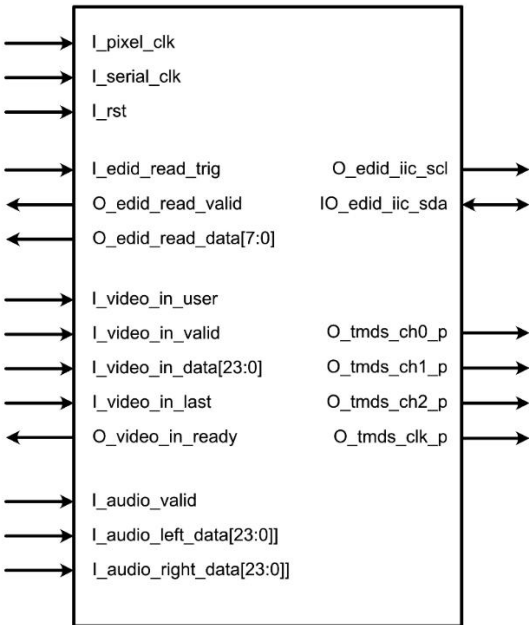 I_pixel_clk
I_serial_clk
I_rst
I_edid_read_trig
O_edid_read_valid
O_edid_read_data[7:0]
O_edid_iic_scl
IO_edid_iic_sda
I_video_in_user
I_video_in_valid
I_video_in_data[23:0]
I_video_in_last
O_video_in_ready
O_tmds_ch0_p
O_tmds_ch1_p
O_tmds_ch2_p
O_tmds_clk_p
I_audio_valid
I_audio_left_data[23:0]]
I_audio_right_data[23:0]]